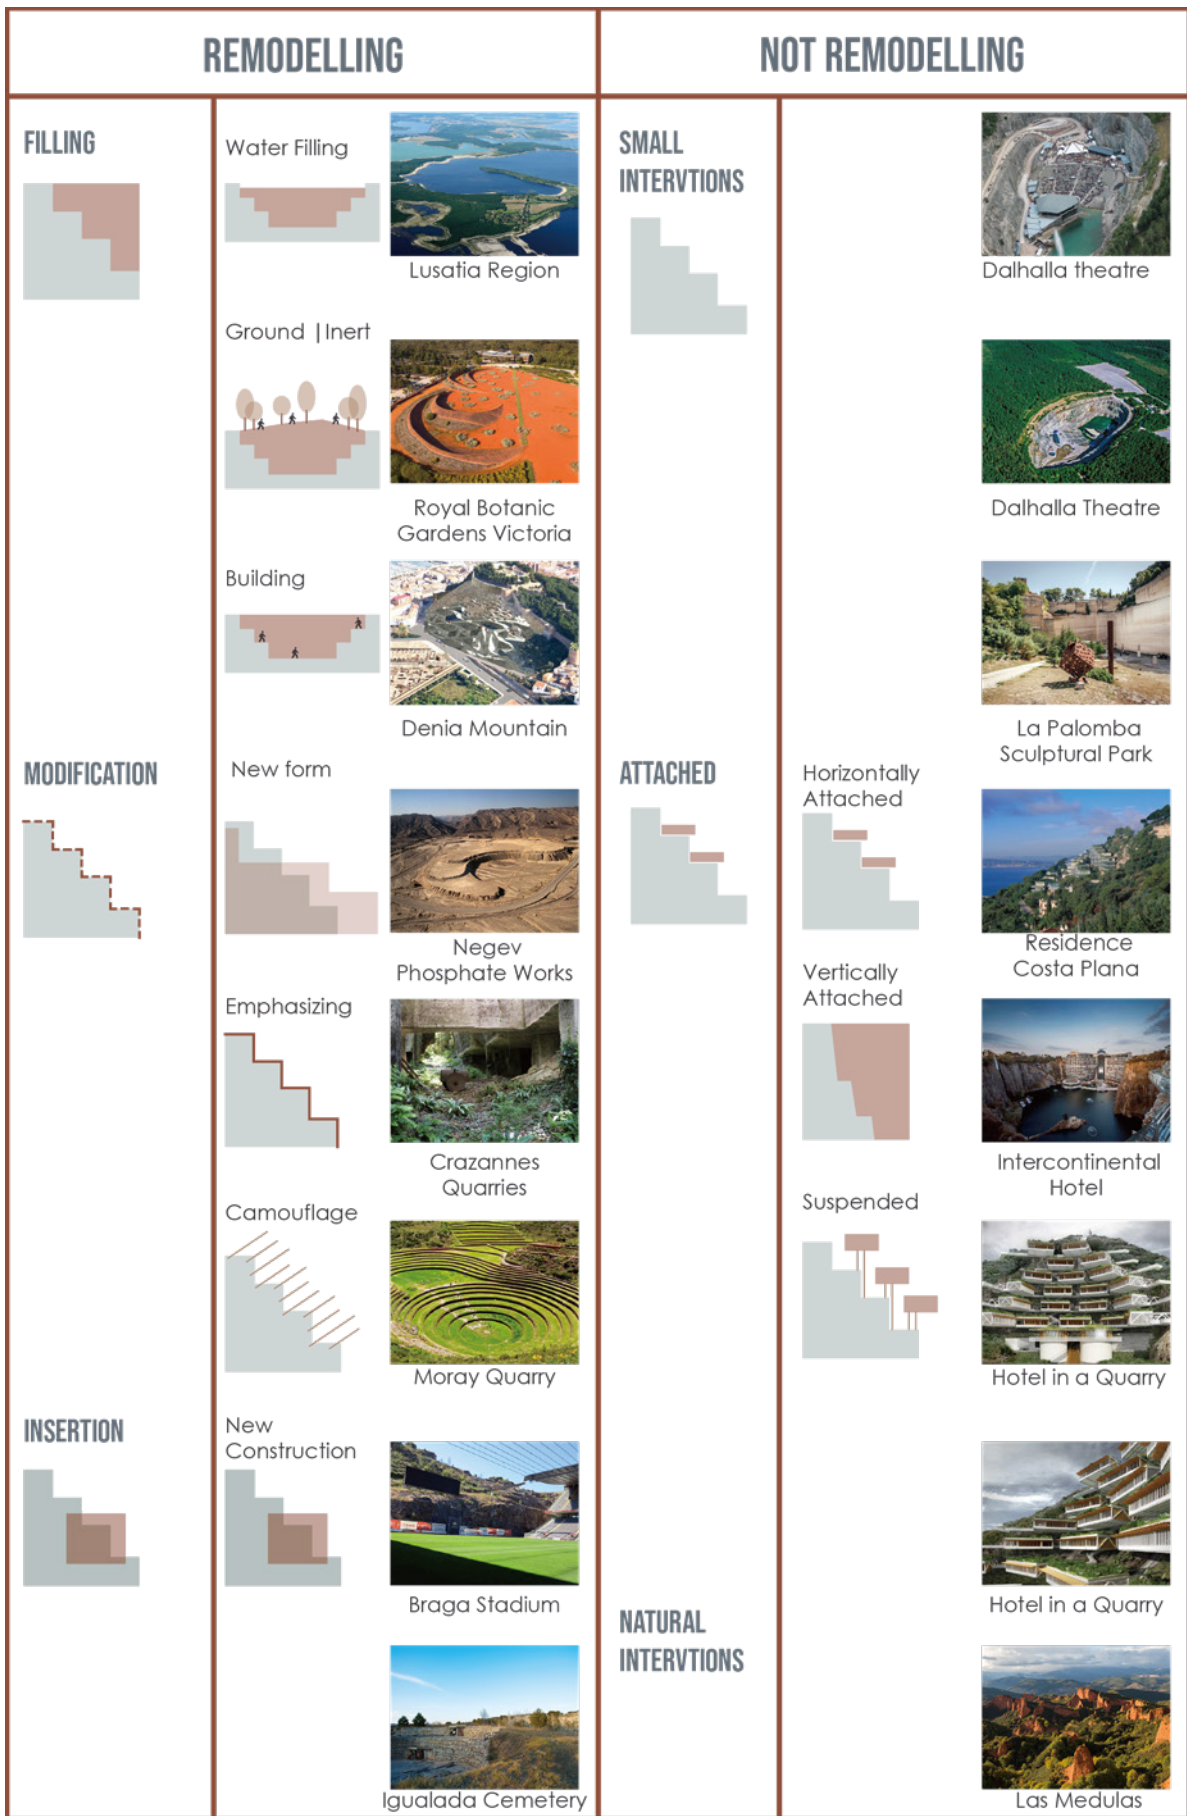 REMODELLING
NOT REMODELLING
FILLING
Water Filling
Lusatia Region
Ground |Inert
Royal Botanic
Gardens Victoria
Building
Denia Mountain
MODIFICATION
New form
Negev
Phosphate Works
Emphasizing
Crazannes
Quarries
Camouflage
Moray Quarry
INSERTION
New
Construction
Braga Stadium
Igualada Cemetery
SMALL
INTERVTIONS
Dalhalla theatre
Dalhalla Theatre
La Palomba
Sculptural Park
ATTACHED
Horizontally
Attached
Residence
Costa Plana
Vertically
Attached
Intercontinental
Hotel
Suspended
Hotel in a Quarry
Hotel in a Quarry
NATURAL
INTERVTIONS
Las Medulas